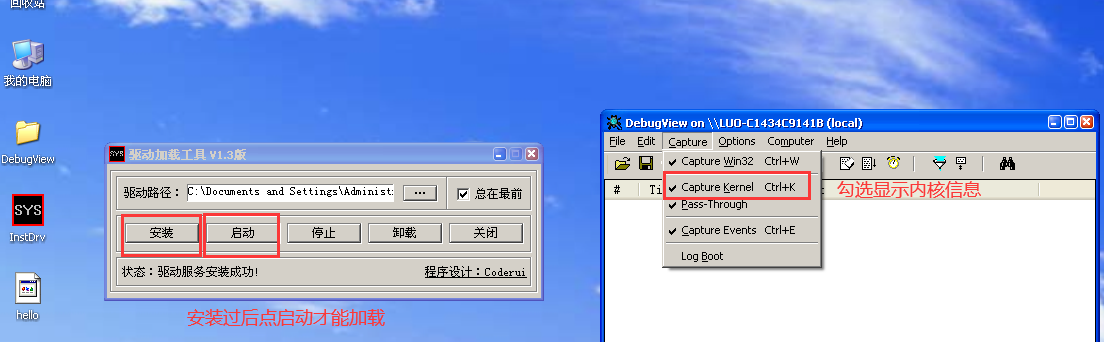 回收站
我的电脑
DebugView
SYS
InstDrv
hello
SYS 驱动加载工具 V1.3版
驱动路径： C:\Documents and Settings\Administ: ... 总在最前
安装 启动 停止 卸载 关闭
状态：驱动服务安装成功! 程序设计：Coderui
安装过后点启动才能加载
DebugView on \\LUO-C1434C9141B (local)
File Edit Capture Options Computer Help
# Ti
Capture Win32 Ctrl+W
Capture Kernel Ctrl+K
勾选显示内核信息
Pass-Through
Capture Events Ctrl+E
Log Boot